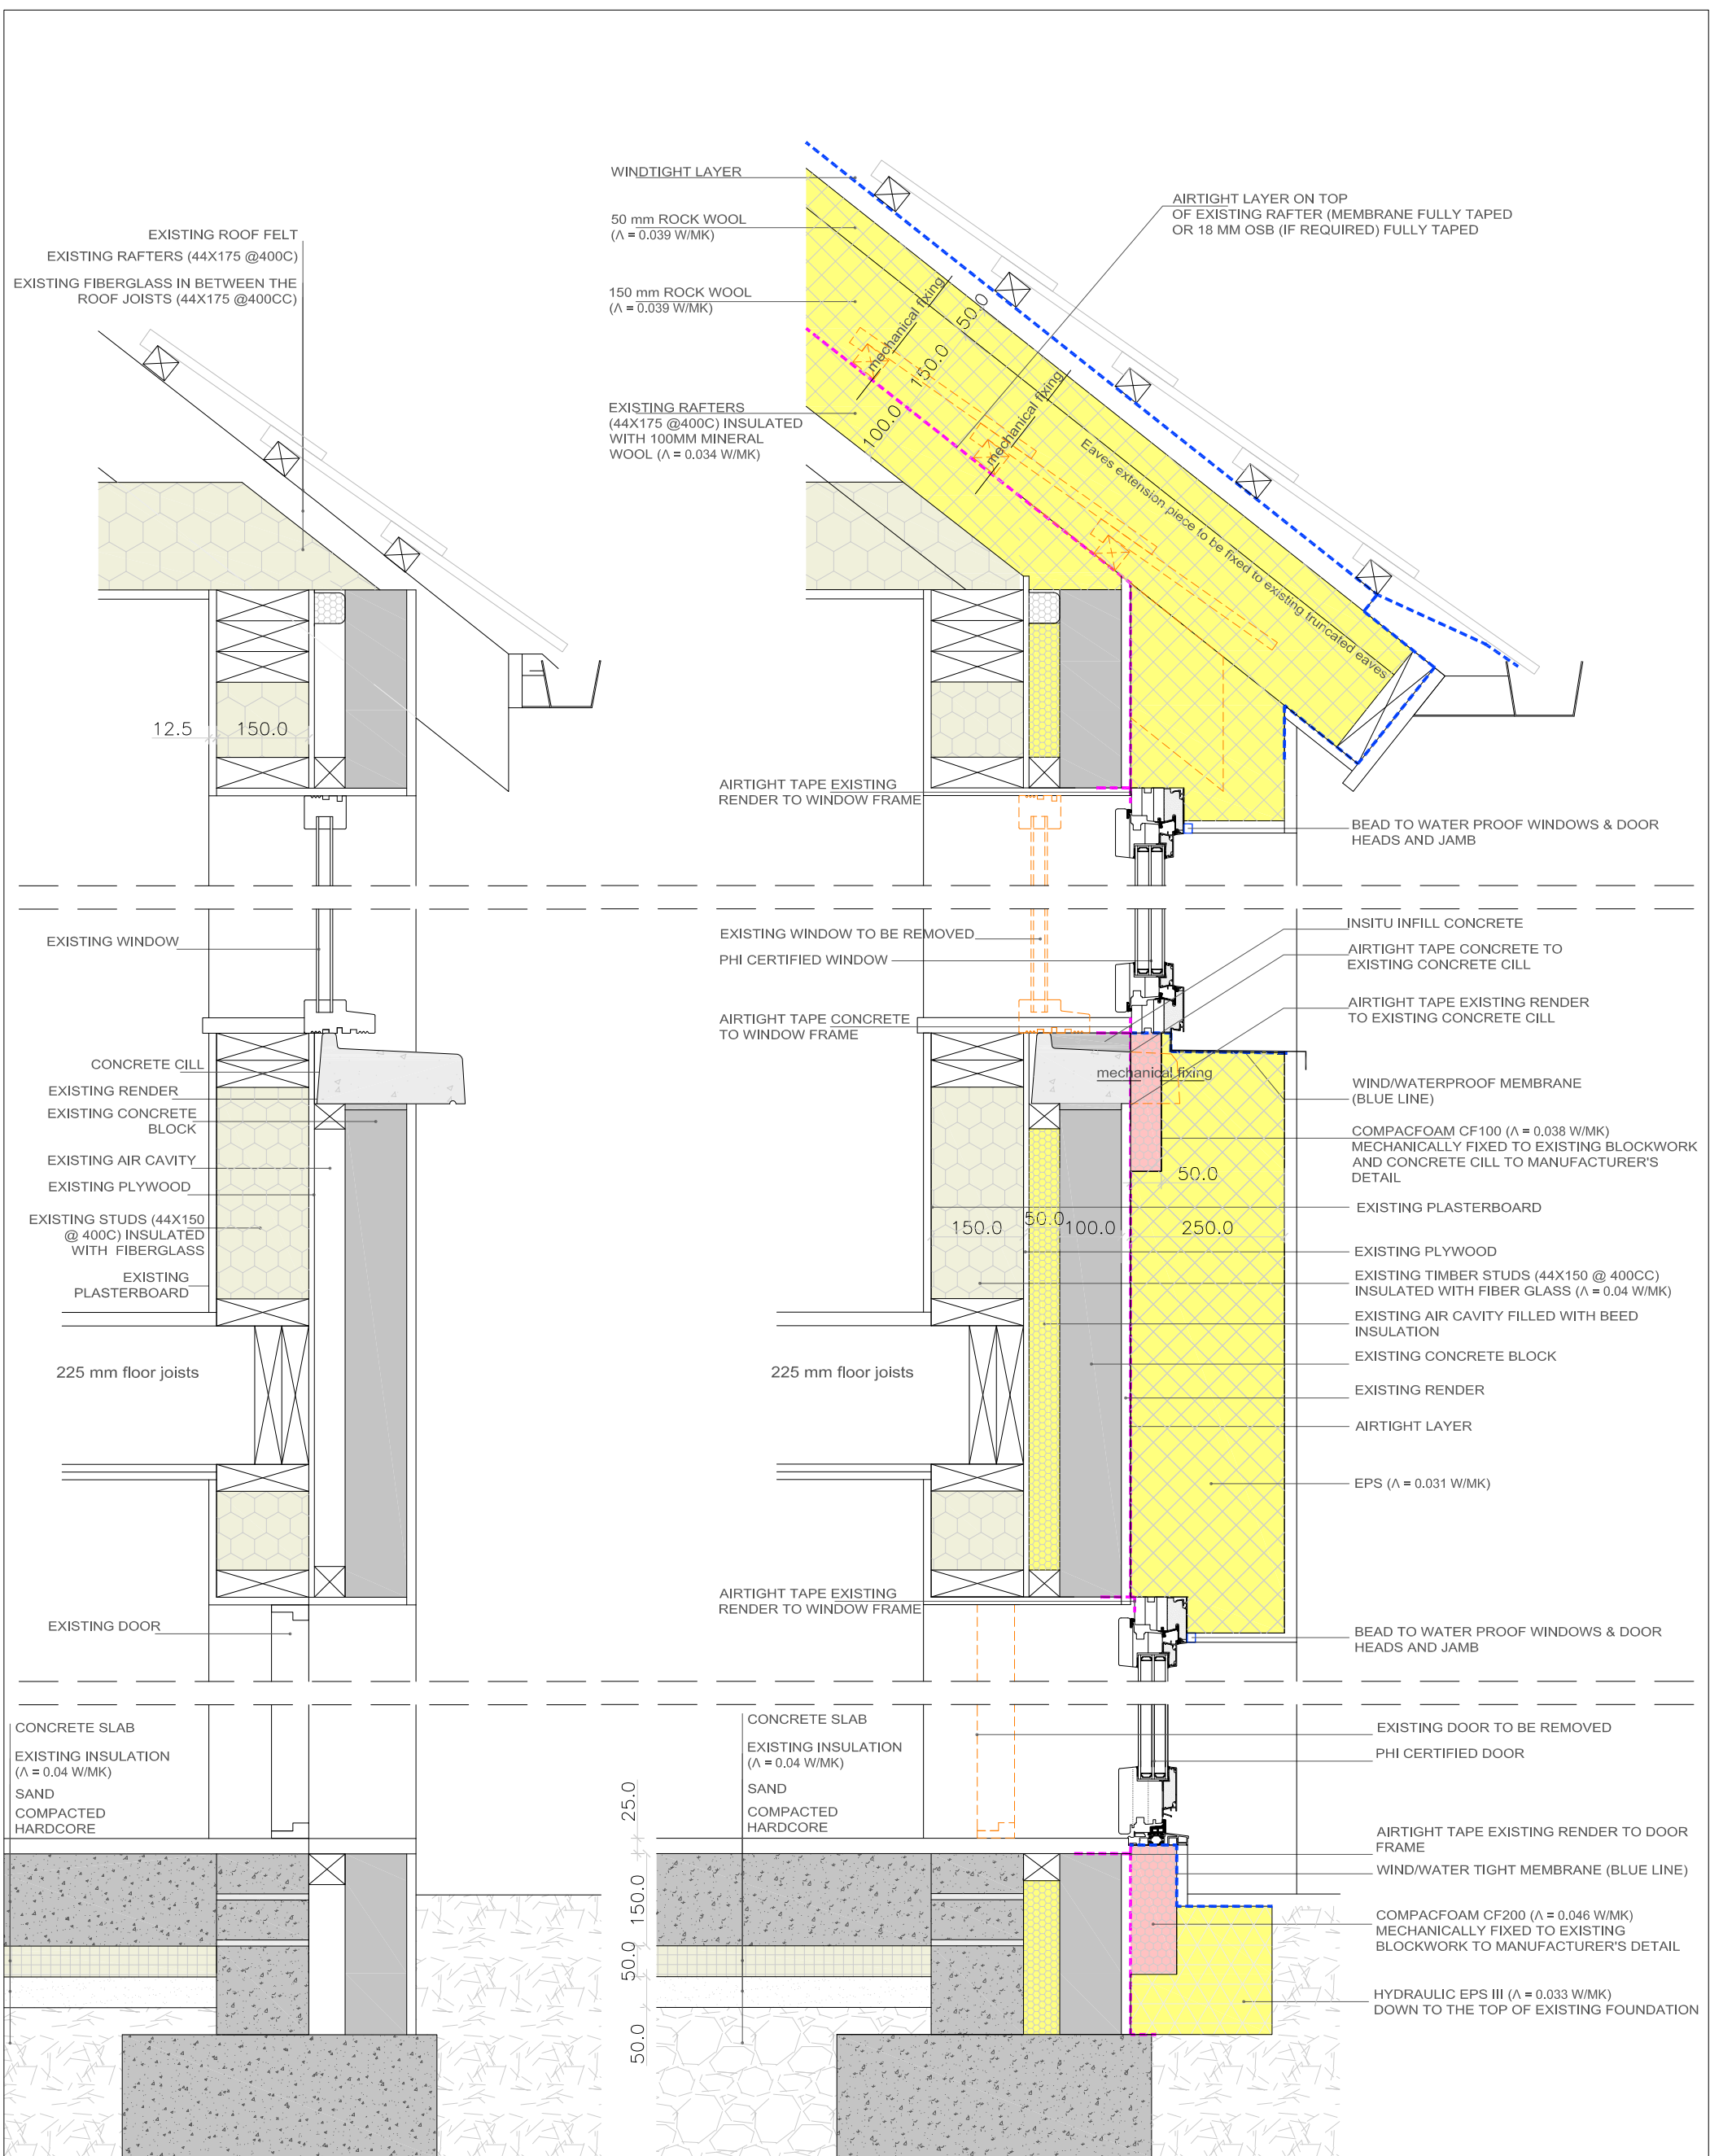 EXISTING ROOF FELT
EXISTING RAFTERS (44X175 @400C)
EXISTING FIBERGLASS IN BETWEEN THE
ROOF JOISTS (44X175 @400CC)
12.5
150.0
EXISTING WINDOW
CONCRETE CILL
EXISTING RENDER
EXISTING CONCRETE
BLOCK
EXISTING AIR CAVITY
EXISTING PLYWOOD
EXISTING STUDS (44X150
@ 400C) INSULATED
WITH FIBERGLASS
EXISTING
PLASTERBOARD
225 mm floor joists
EXISTING DOOR
CONCRETE SLAB
EXISTING INSULATION
(Λ = 0.04 W/MK)
SAND
COMPACTED
HARDCORE
WINDTIGHT LAYER
50 mm ROCK WOOL
(Λ = 0.039 W/MK)
150 mm ROCK WOOL
(Λ = 0.039 W/MK)
EXISTING RAFTERS
(44X175 @400C) INSULATED
WITH 100MM MINERAL
WOOL (Λ = 0.034 W/MK)
AIRTIGHT LAYER ON TOP
OF EXISTING RAFTER (MEMBRANE FULLY TAPED
OR 18 MM OSB (IF REQUIRED) FULLY TAPED
mechanical fixing
50.0
150.0
100.0
mechanical fixing
Eaves extension piece to be fixed to existing truncated eaves
AIRTIGHT TAPE EXISTING
RENDER TO WINDOW FRAME
BEAD TO WATER PROOF WINDOWS & DOOR
HEADS AND JAMB
EXISTING WINDOW TO BE REMOVED
PHI CERTIFIED WINDOW
AIRTIGHT TAPE CONCRETE
TO WINDOW FRAME
INSITU INFILL CONCRETE
AIRTIGHT TAPE CONCRETE TO
EXISTING CONCRETE CILL
AIRTIGHT TAPE EXISTING RENDER
TO EXISTING CONCRETE CILL
mechanical fixing
WIND/WATERPROOF MEMBRANE
(BLUE LINE)
COMPACFOAM CF100 (Λ = 0.038 W/MK)
MECHANICALLY FIXED TO EXISTING BLOCKWORK
AND CONCRETE CILL TO MANUFACTURER'S
DETAIL
50.0
150.0
50.0
100.0
250.0
EXISTING PLASTERBOARD
EXISTING PLYWOOD
EXISTING TIMBER STUDS (44X150 @ 400CC)
INSULATED WITH FIBER GLASS (Λ = 0.04 W/MK)
EXISTING AIR CAVITY FILLED WITH BEED
INSULATION
EXISTING CONCRETE BLOCK
225 mm floor joists
EXISTING RENDER
AIRTIGHT LAYER
EPS (Λ = 0.031 W/MK)
AIRTIGHT TAPE EXISTING
RENDER TO WINDOW FRAME
BEAD TO WATER PROOF WINDOWS & DOOR
HEADS AND JAMB
CONCRETE SLAB
EXISTING INSULATION
(Λ = 0.04 W/MK)
SAND
COMPACTED
HARDCORE
25.0
150.0
50.0
50.0
EXISTING DOOR TO BE REMOVED
PHI CERTIFIED DOOR
AIRTIGHT TAPE EXISTING RENDER TO DOOR
FRAME
WIND/WATER TIGHT MEMBRANE (BLUE LINE)
COMPACFOAM CF200 (Λ = 0.046 W/MK)
MECHANICALLY FIXED TO EXISTING
BLOCKWORK TO MANUFACTURER'S DETAIL
HYDRAULIC EPS III (Λ = 0.033 W/MK)
DOWN TO THE TOP OF EXISTING FOUNDATION